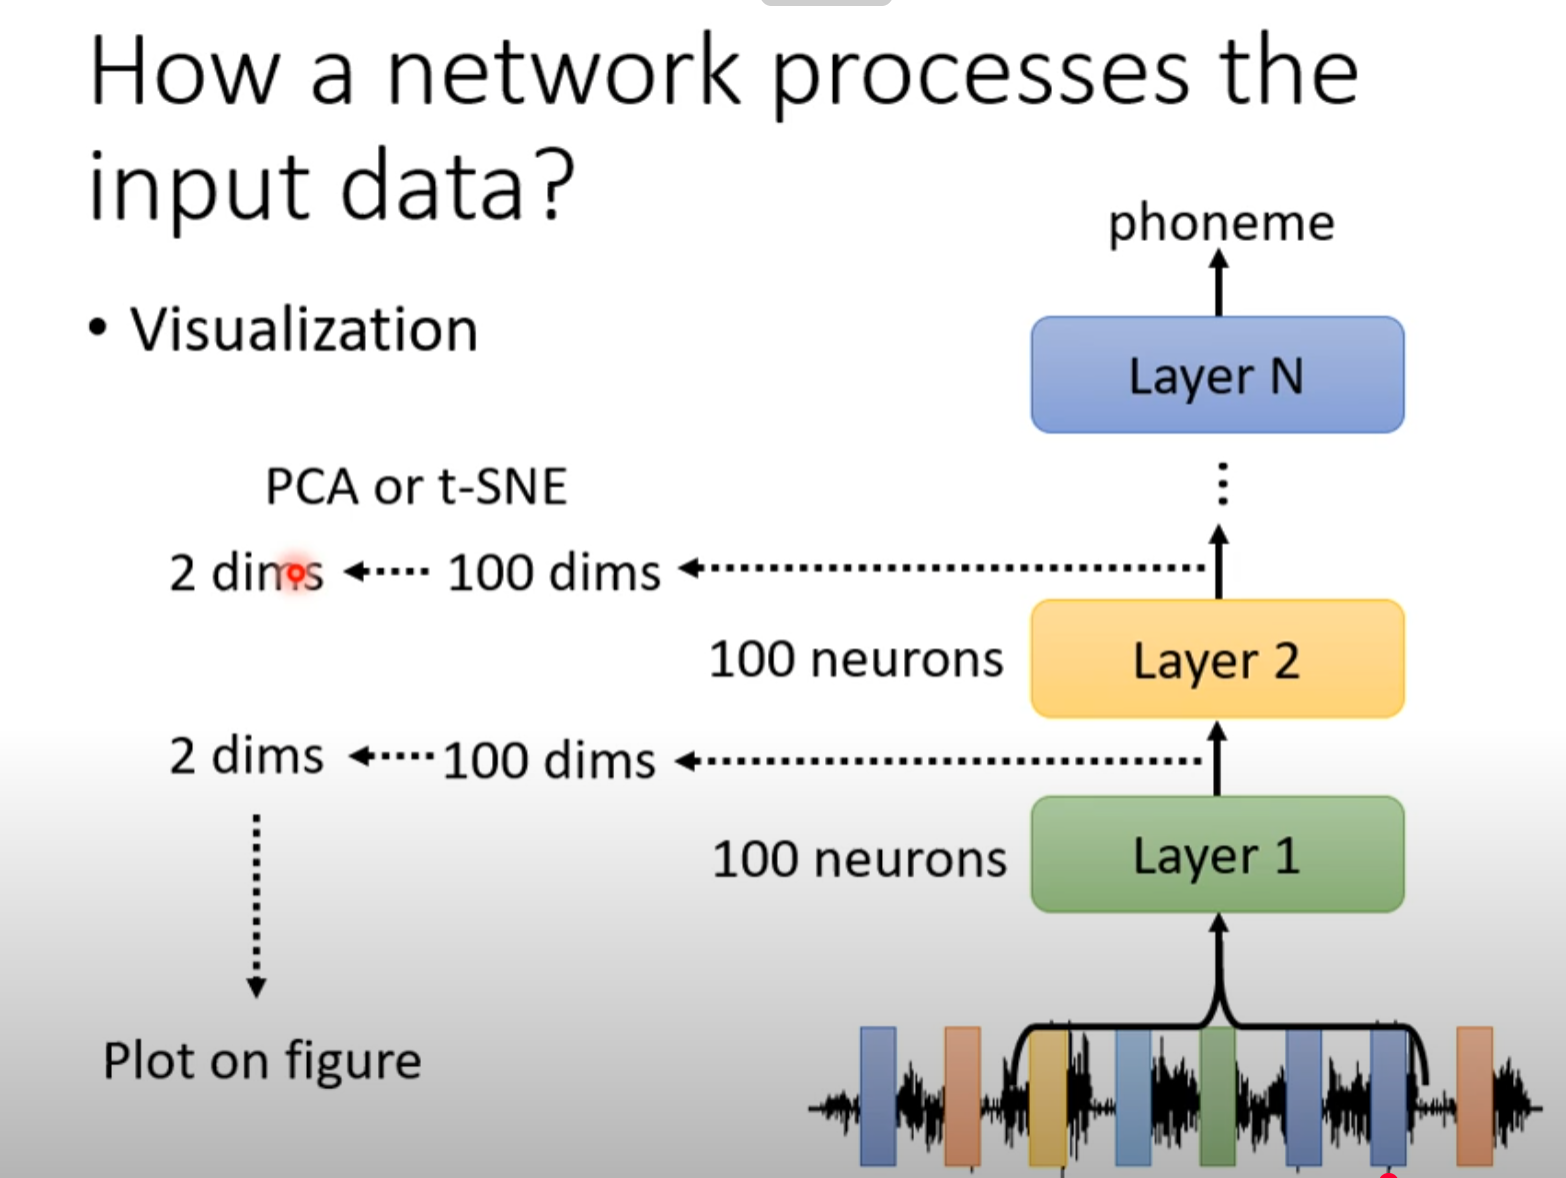 How a network processes the
input data?
phoneme
• Visualization
Layer N
PCA or t-SNE
2 dims
100 dims
100 neurons
Layer 2
2 dims
100 dims
100 neurons
Layer 1
Plot on figure